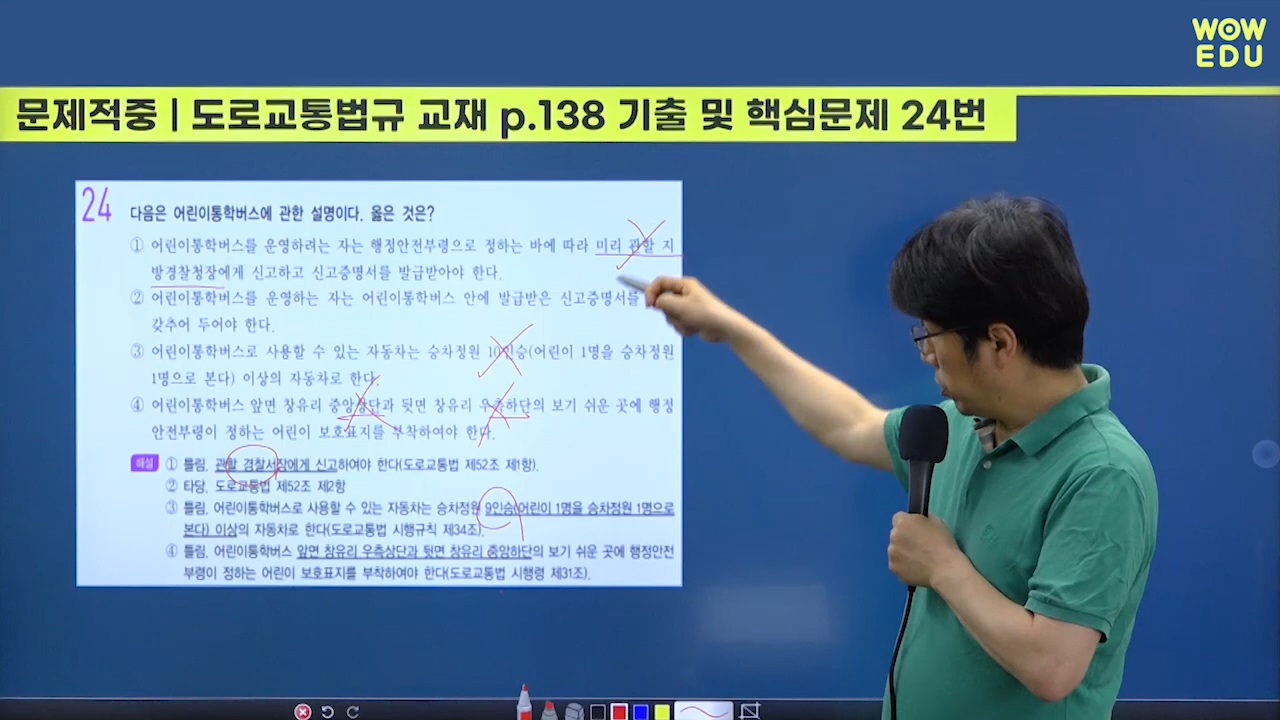 WOW
EDU
문제적중 | 도로교통법규 교재 p.138 기출 및 핵심문제 24번
24 다음은 어린이통학버스에 관한 설명이다. 옳은 것은?
① 어린이통학버스를 운영하려는 자는 행정안전부령으로 정하는 바에 따라 미리 관할 지
방경찰청장에게 신고하고 신고증명서를 발급받아야 한다.
② 어린이통학버스를 운영하는 자는 어린이통학버스 안에 발급받은 신고증명서를
갖추어 두어야 한다.
③ 어린이통학버스로 사용할 수 있는 자동차는 승차정원 10인승(어린이 1명을 승차정원
1명으로 본다) 이상의 자동차로 한다.
④ 어린이통학버스 앞면 창유리 중앙상단과 뒷면 창유리 우측하단의 보기 쉬운 곳에 행정
안전부령이 정하는 어린이 보호표지를 부착하여야 한다.
해설 ① 틀림. 관할 경찰서장에게 신고하여야 한다(도로교통법 제52조 제1항).
② 타당. 도로교통법 제52조 제2항
③ 틀림. 어린이통학버스로 사용할 수 있는 자동차는 승차정원 9인승(어린이 1명을 승차정원 1명으로
본다) 이상의 자동차로 한다(도로교통법 시행규칙 제34조).
④ 틀림. 어린이통학버스 앞면 창유리 우측상단과 뒷면 창유리 중앙하단의 보기 쉬운 곳에 행정안전
부령이 정하는 어린이 보호표지를 부착하여야 한다(도로교통법 시행령 제31조).